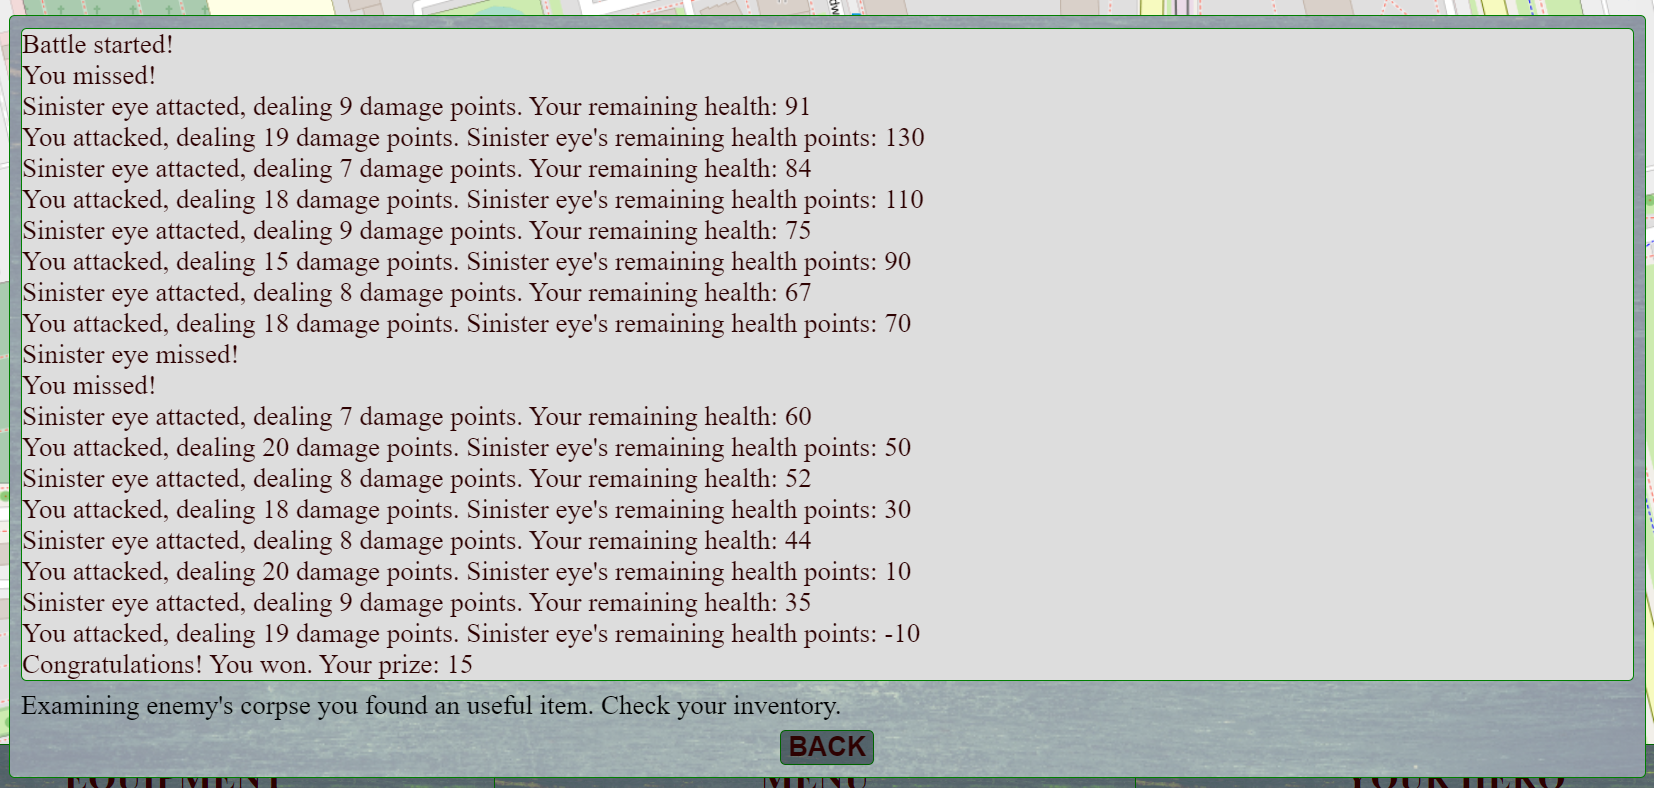 Battle started!
You missed!
Sinister eye attacted, dealing 9 damage points. Your remaining health: 91
You attacked, dealing 19 damage points. Sinister eye's remaining health points: 130
Sinister eye attacted, dealing 7 damage points. Your remaining health: 84
You attacked, dealing 18 damage points. Sinister eye's remaining health points: 110
Sinister eye attacted, dealing 9 damage points. Your remaining health: 75
You attacked, dealing 15 damage points. Sinister eye's remaining health points: 90
Sinister eye attacted, dealing 8 damage points. Your remaining health: 67
You attacked, dealing 18 damage points. Sinister eye's remaining health points: 70
Sinister eye missed!
You missed!
Sinister eye attacted, dealing 7 damage points. Your remaining health: 60
You attacked, dealing 20 damage points. Sinister eye's remaining health points: 50
Sinister eye attacted, dealing 8 damage points. Your remaining health: 52
You attacked, dealing 18 damage points. Sinister eye's remaining health points: 30
Sinister eye attacted, dealing 8 damage points. Your remaining health: 44
You attacked, dealing 20 damage points. Sinister eye's remaining health points: 10
Sinister eye attacted, dealing 9 damage points. Your remaining health: 35
You attacked, dealing 19 damage points. Sinister eye's remaining health points: -10
Congratulations! You won. Your prize: 15
Examining enemy's corpse you found an useful item. Check your inventory.
BACK
EQUIPMENT MENU YOUR HERO